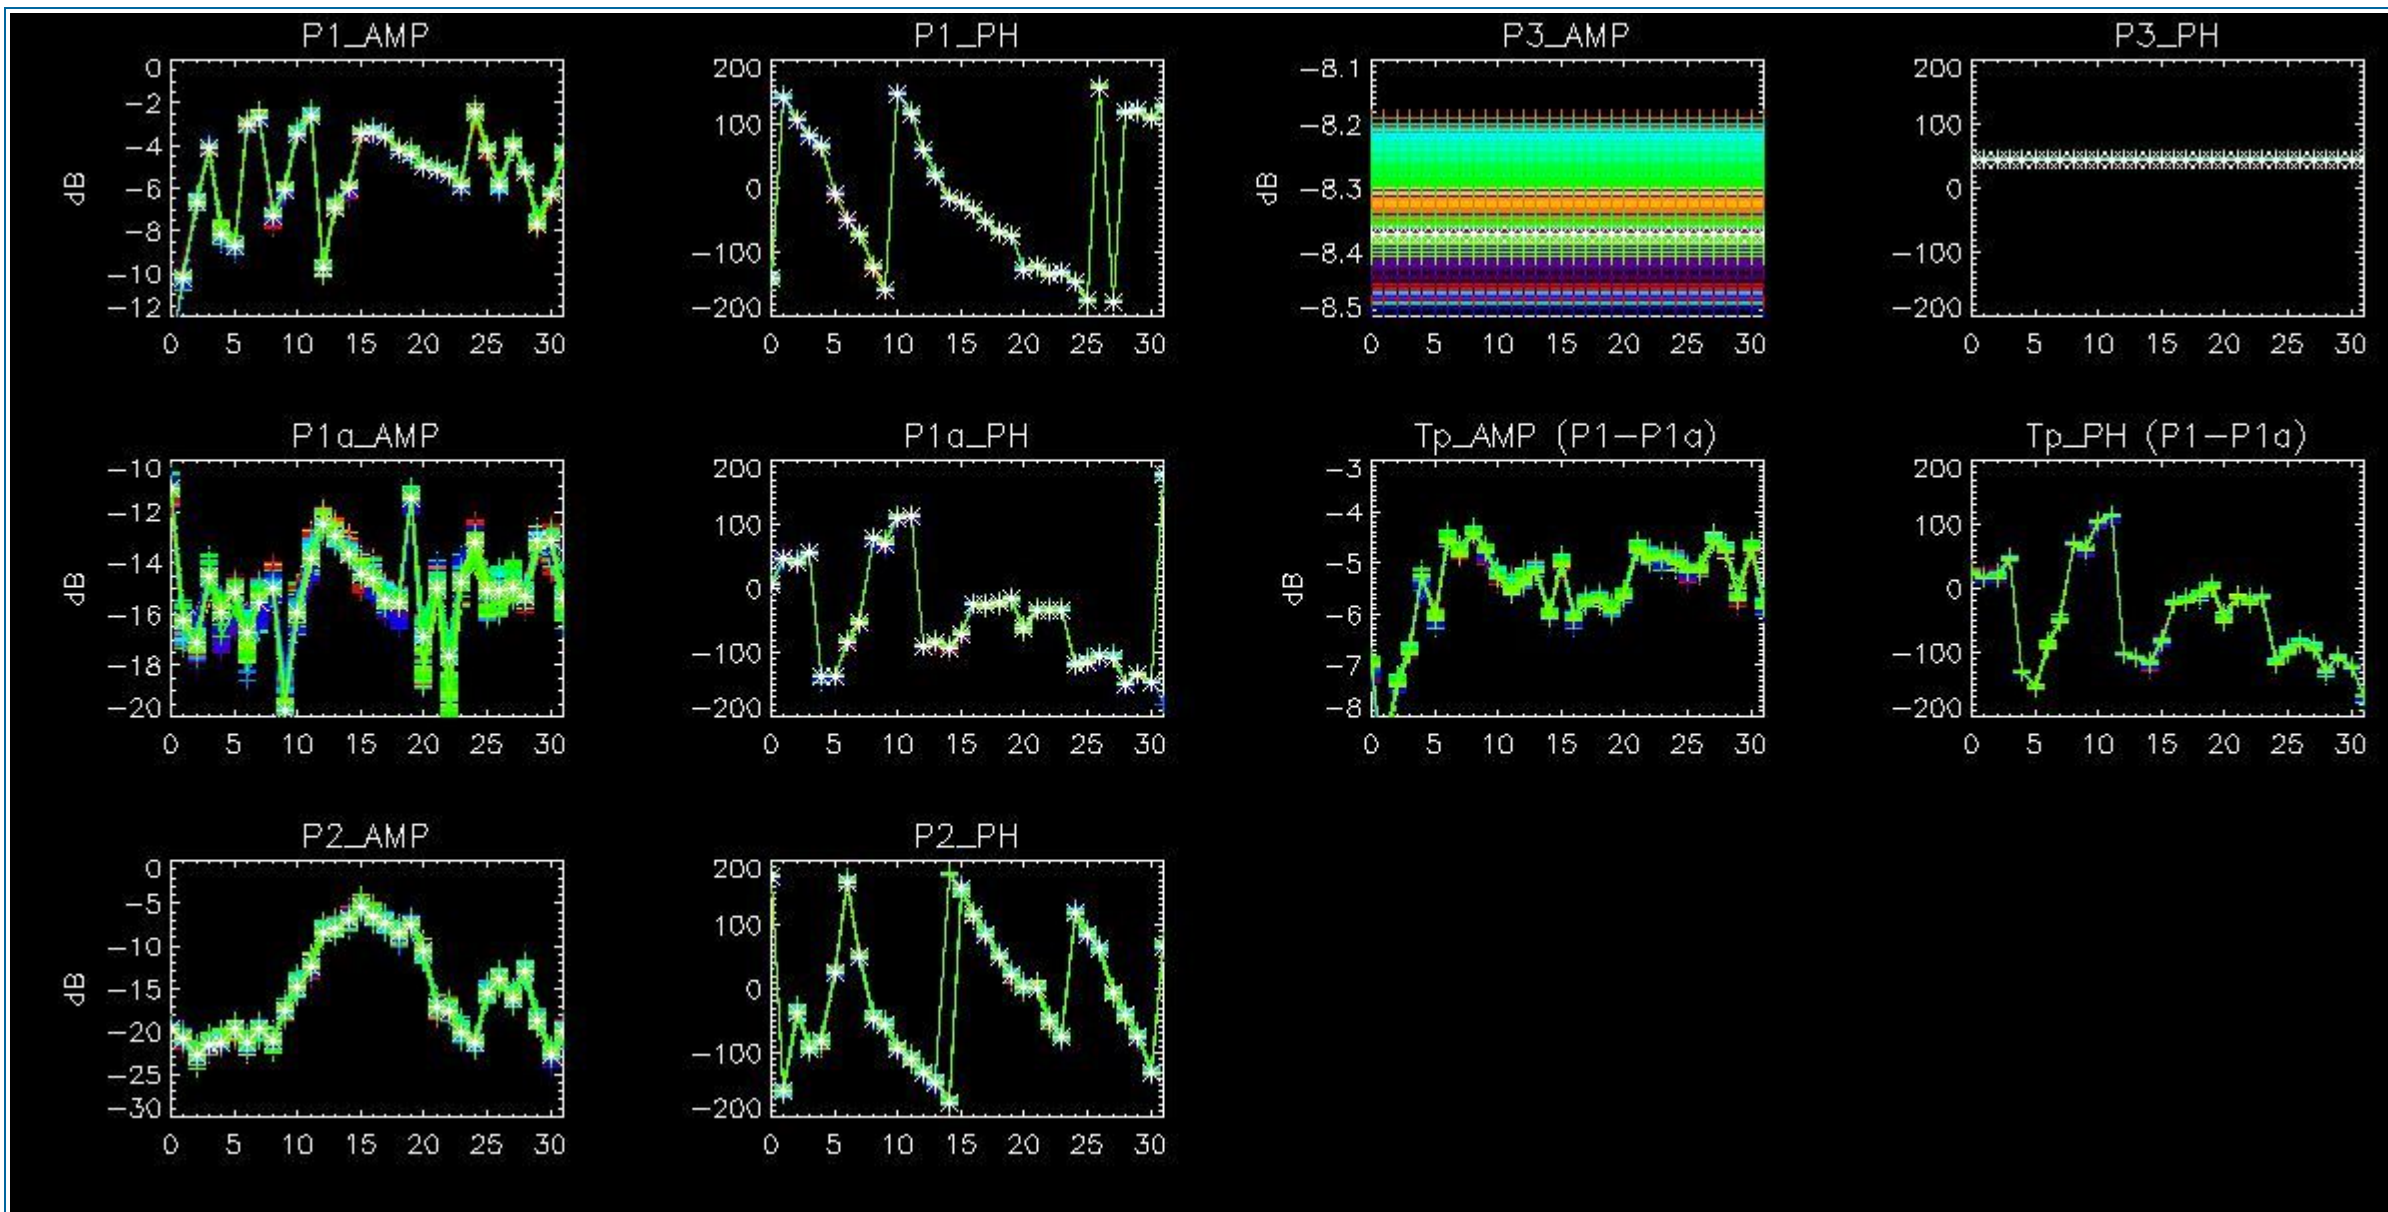 P1_AMP
0
−2
−4
−6
−8
−10
−12
dB
0 5 10 15 20 25 30
P1_PH
200
100
0
−100
−200
0 5 10 15 20 25 30
P3_AMP
−8.1
−8.2
−8.3
−8.4
−8.5
dB
0 5 10 15 20 25 30
P3_PH
200
100
0
−100
−200
0 5 10 15 20 25 30
P1a_AMP
−10
−12
−14
−16
−18
−20
dB
0 5 10 15 20 25 30
P1a_PH
200
100
0
−100
−200
0 5 10 15 20 25 30
Tp_AMP (P1−P1a)
−3
−4
−5
−6
−7
−8
dB
0 5 10 15 20 25 30
Tp_PH (P1−P1a)
200
100
0
−100
−200
0 5 10 15 20 25 30
P2_AMP
0
−5
−10
−15
−20
−25
−30
dB
0 5 10 15 20 25 30
P2_PH
200
100
0
−100
−200
0 5 10 15 20 25 30